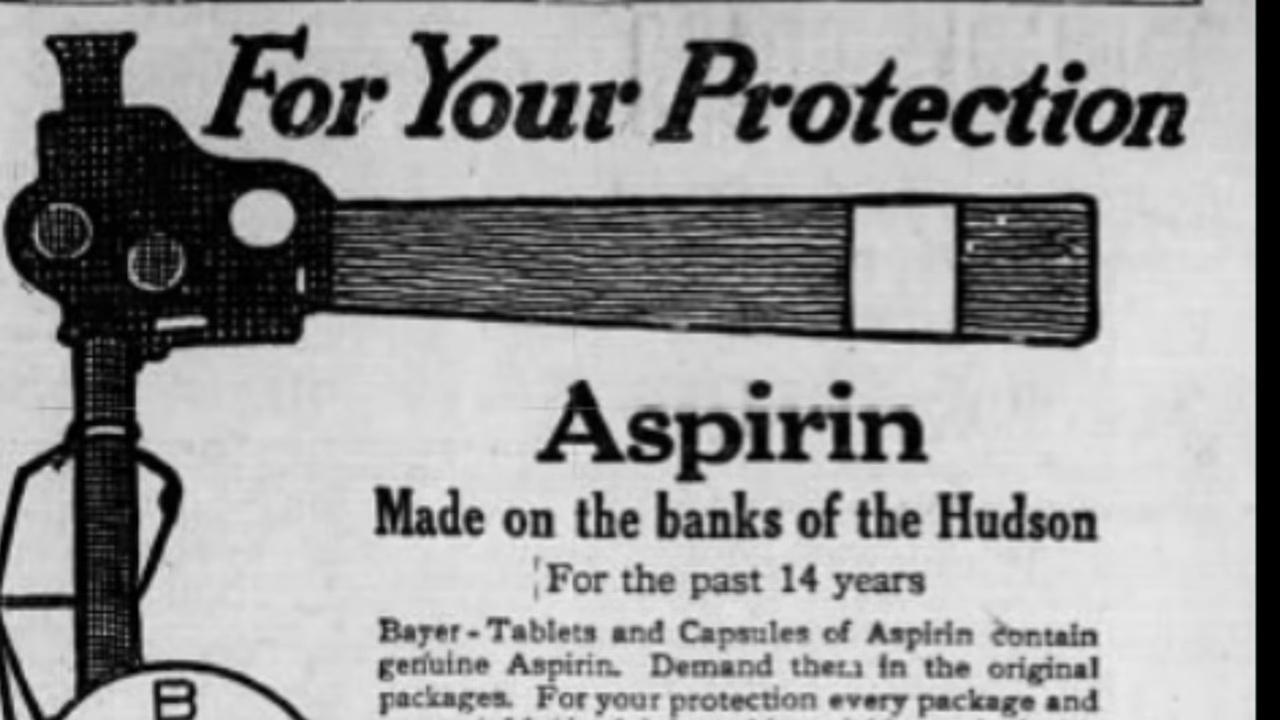 For Your Protection
Aspirin
Made on the banks of the Hudson
For the past 14 years
Bayer-Tablets and Capsules of Aspirin contain
genuine Aspirin. Demand them in the original
packages. For your protection every package and
B